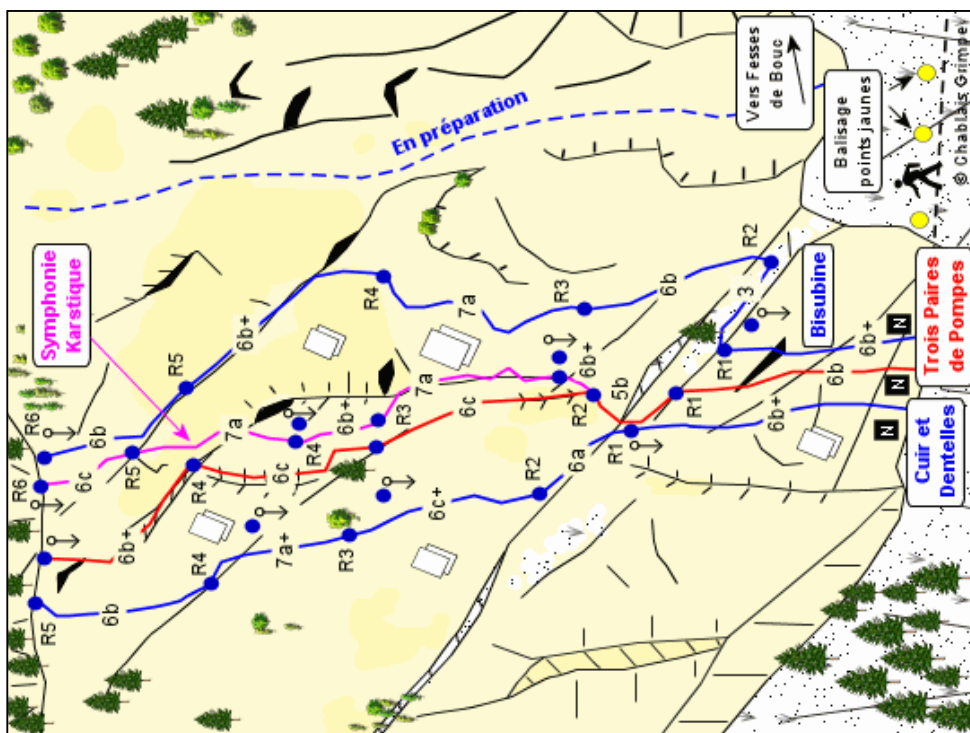 Symphonie
Karstique
En préparation
Vers Fesses
de Bouc
Balisage
points jaunes
© Chablais Grimpe
Bisubine
Trois Paires
de Pompes
Cuir et
Dentelles
N
N
N
R6
R6
R5
6b
6c
6b+
6b
R5
R5
6b+
7a
R4
R4
6c
R4
6b+
R3
7a
R4
7a
R3
7a+
R3
6c+
6c
R2
6a
R2
6b+
5b
6b
R2
3
R1
R1
R1
6b+
6b
6b+